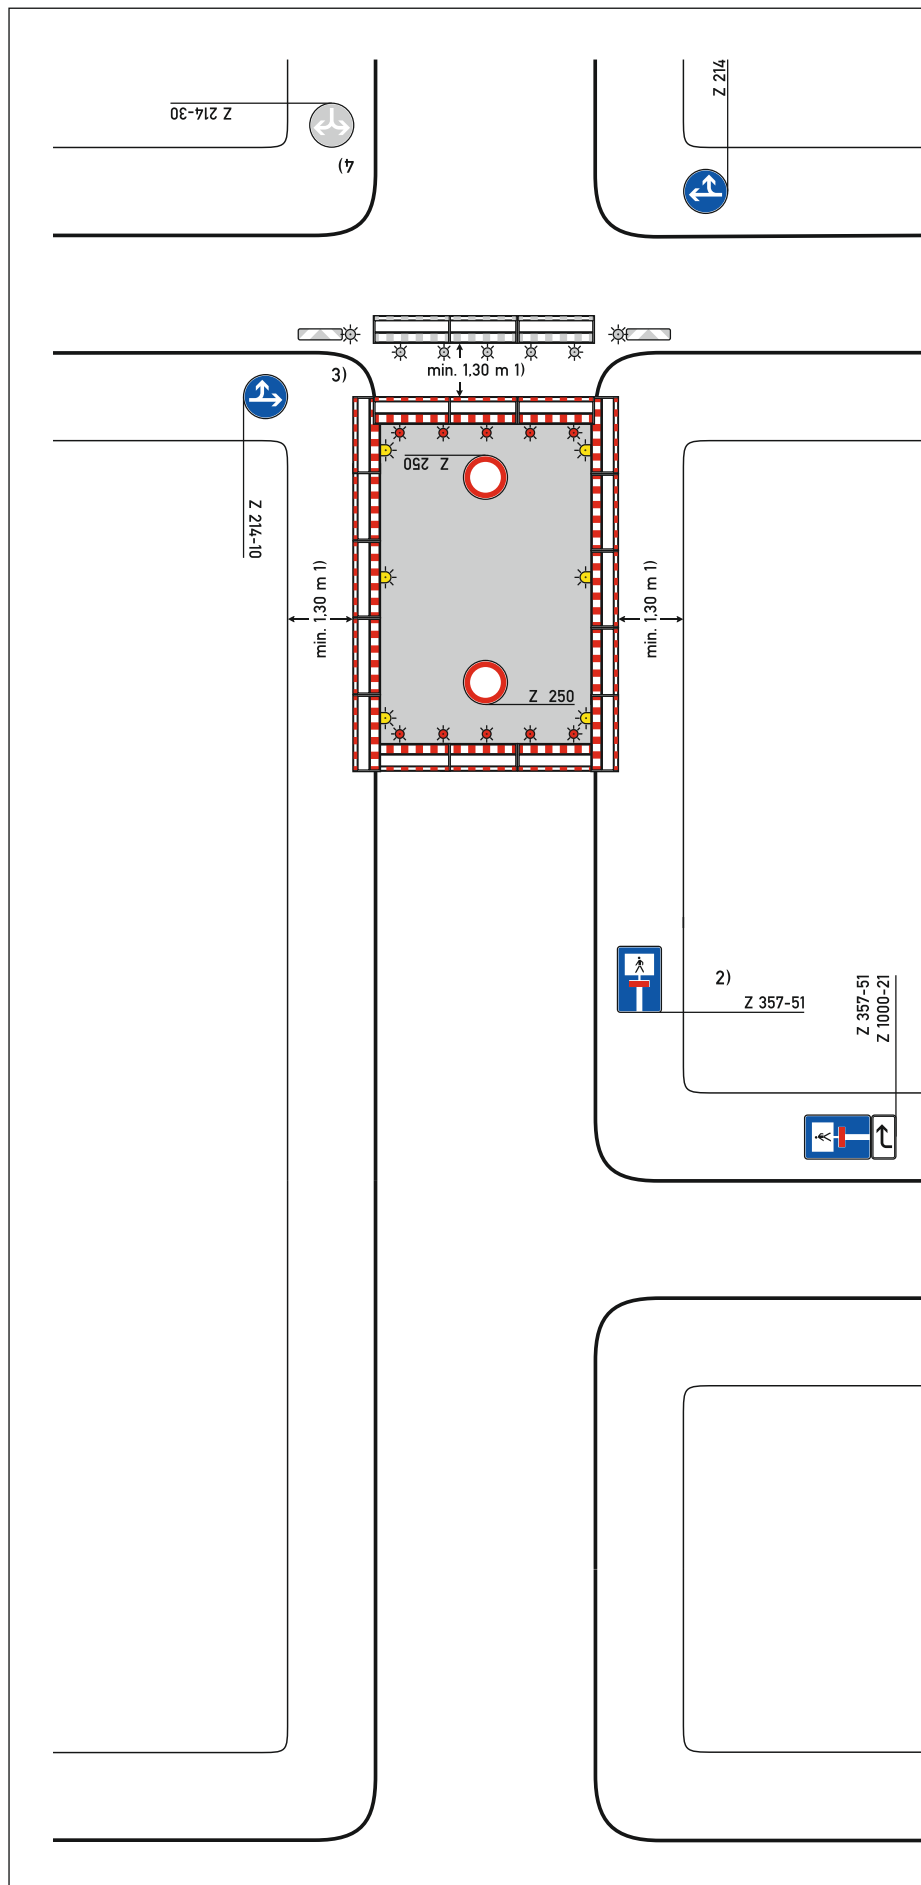 Z 214
Z 214-30
4)
3)
min. 1,30 m 1)
Z 250
Z 214-10
min. 1,30 m 1)
min. 1,30 m 1)
Z 250
2)
Z 357-51
Z 357-51
Z 1000-21